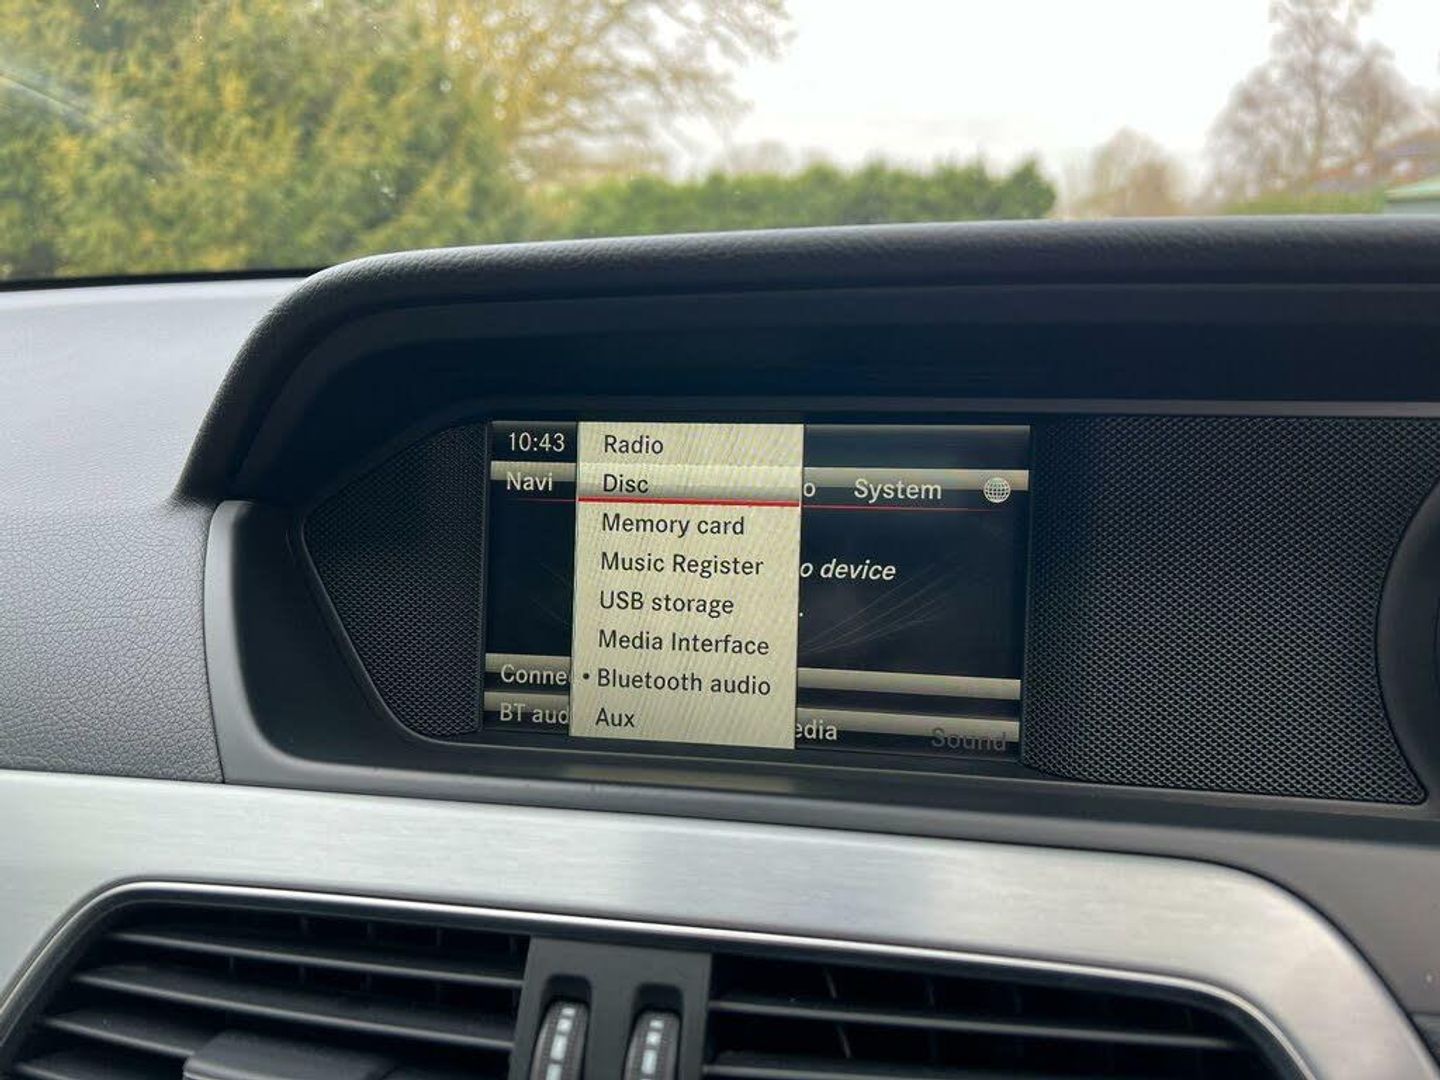 10:43
Radio
Navi
Disc
o
System
Memory card
Music Register
o device
USB storage
.
Media Interface
Conne
• Bluetooth audio
BT aud
Aux
edia
Sound